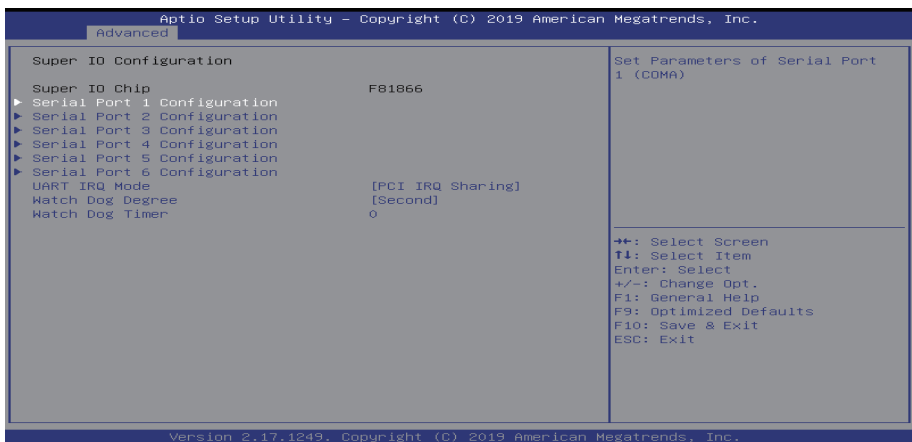 Aptio Setup Utility – Copyright (C) 2019 American Megatrends, Inc.
Advanced
Super IO Configuration
Super IO Chip F81866
▶ Serial Port 1 Configuration
▶ Serial Port 2 Configuration
▶ Serial Port 3 Configuration
▶ Serial Port 4 Configuration
▶ Serial Port 5 Configuration
▶ Serial Port 6 Configuration
UART IRQ Mode [PCI IRQ Sharing]
Watch Dog Degree [Second]
Watch Dog Timer 0
Set Parameters of Serial Port
1 (COMA)
→←: Select Screen
↑↓: Select Item
Enter: Select
+/-: Change Opt.
F1: General Help
F9: Optimized Defaults
F10: Save & Exit
ESC: Exit
Version 2.17.1249. Copyright (C) 2019 American Megatrends, Inc.